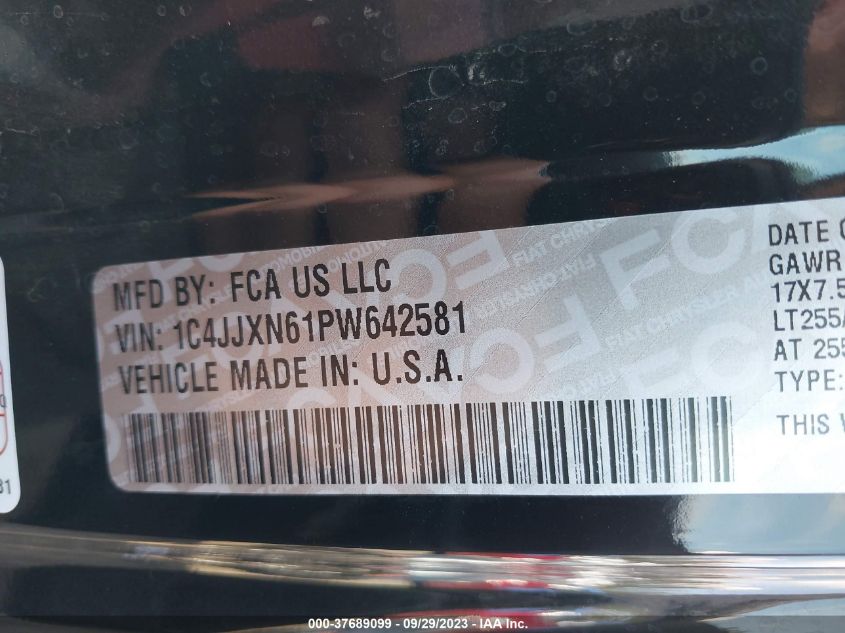 MFD BY: FCA US LLC
VIN: 1C4JJXN61PW642581
VEHICLE MADE IN: U.S.A.
DATE O
GAWR
17X7.5
LT255/
AT 255
TYPE:
THIS V
31
000-37689099 - 09/29/2023 - IAA Inc.